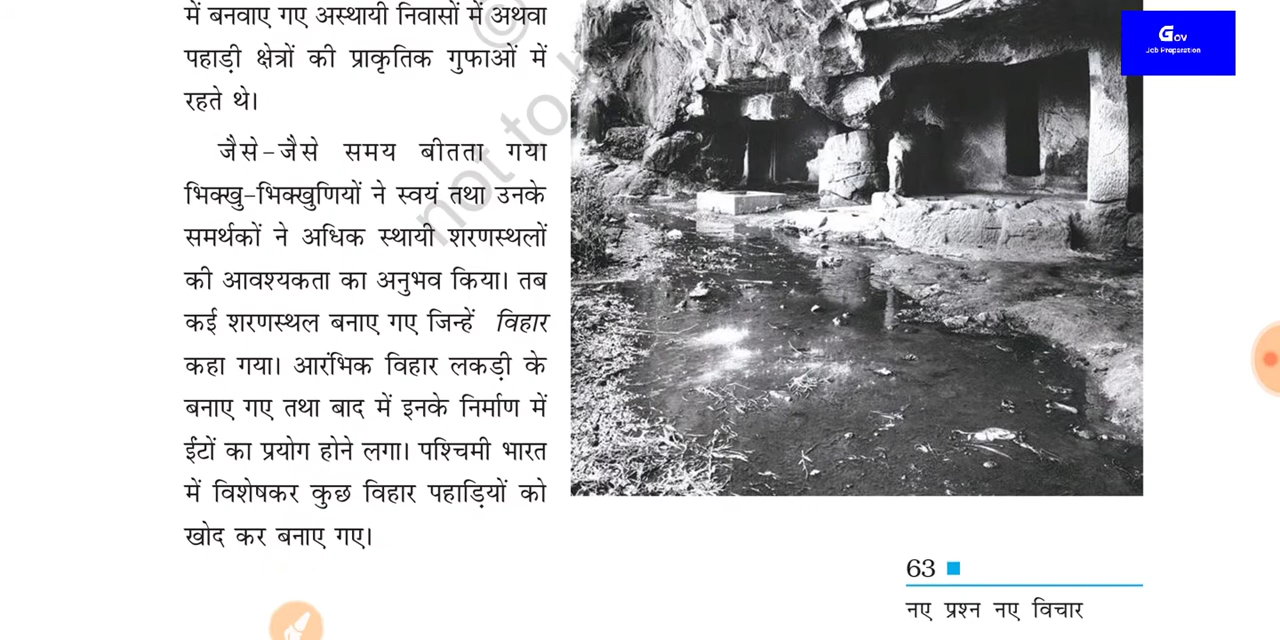 में बनवाए गए अस्थायी निवासों में अथवा
पहाड़ी क्षेत्रों की प्राकृतिक गुफाओं में
रहते थे।
जैसे-जैसे समय बीतता गया
भिक्खु-भिक्खुणियों ने स्वयं तथा उनके
समर्थकों ने अधिक स्थायी शरणस्थलों
की आवश्यकता का अनुभव किया। तब
कई शरणस्थल बनाए गए जिन्हें विहार
कहा गया। आरंभिक विहार लकड़ी के
बनाए गए तथा बाद में इनके निर्माण में
ईंटों का प्रयोग होने लगा। पश्चिमी भारत
में विशेषकर कुछ विहार पहाड़ियों को
खोद कर बनाए गए।
Gov
Job Preparation
© not to
63
नए प्रश्न नए विचार